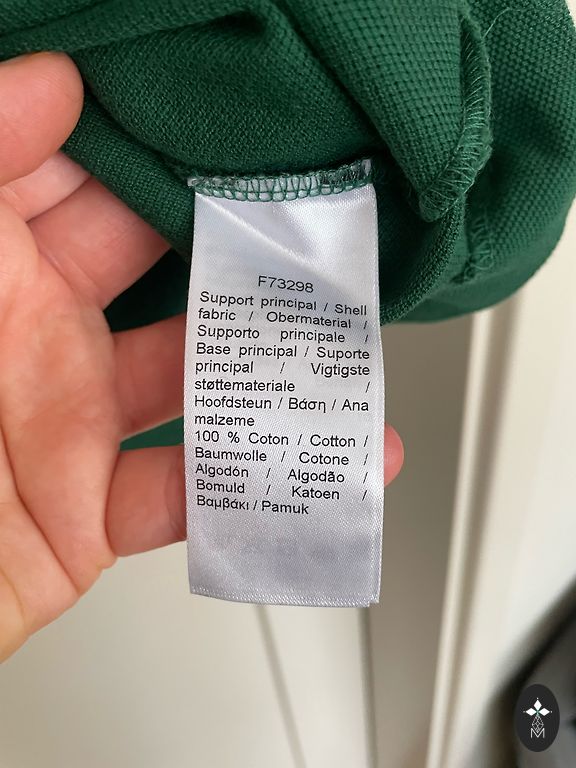 F73298
Support principal / Shell
fabric / Obermaterial /
Supporto principale /
Base principal / Suporte
principal / Vigtigste
støttemateriale /
Hoofdsteun / Βάση / Ana
malzeme
100 % Coton / Cotton /
Baumwolle / Cotone /
Algodón / Algodão /
Bomuld / Katoen /
Βαμβάκι / Pamuk
M